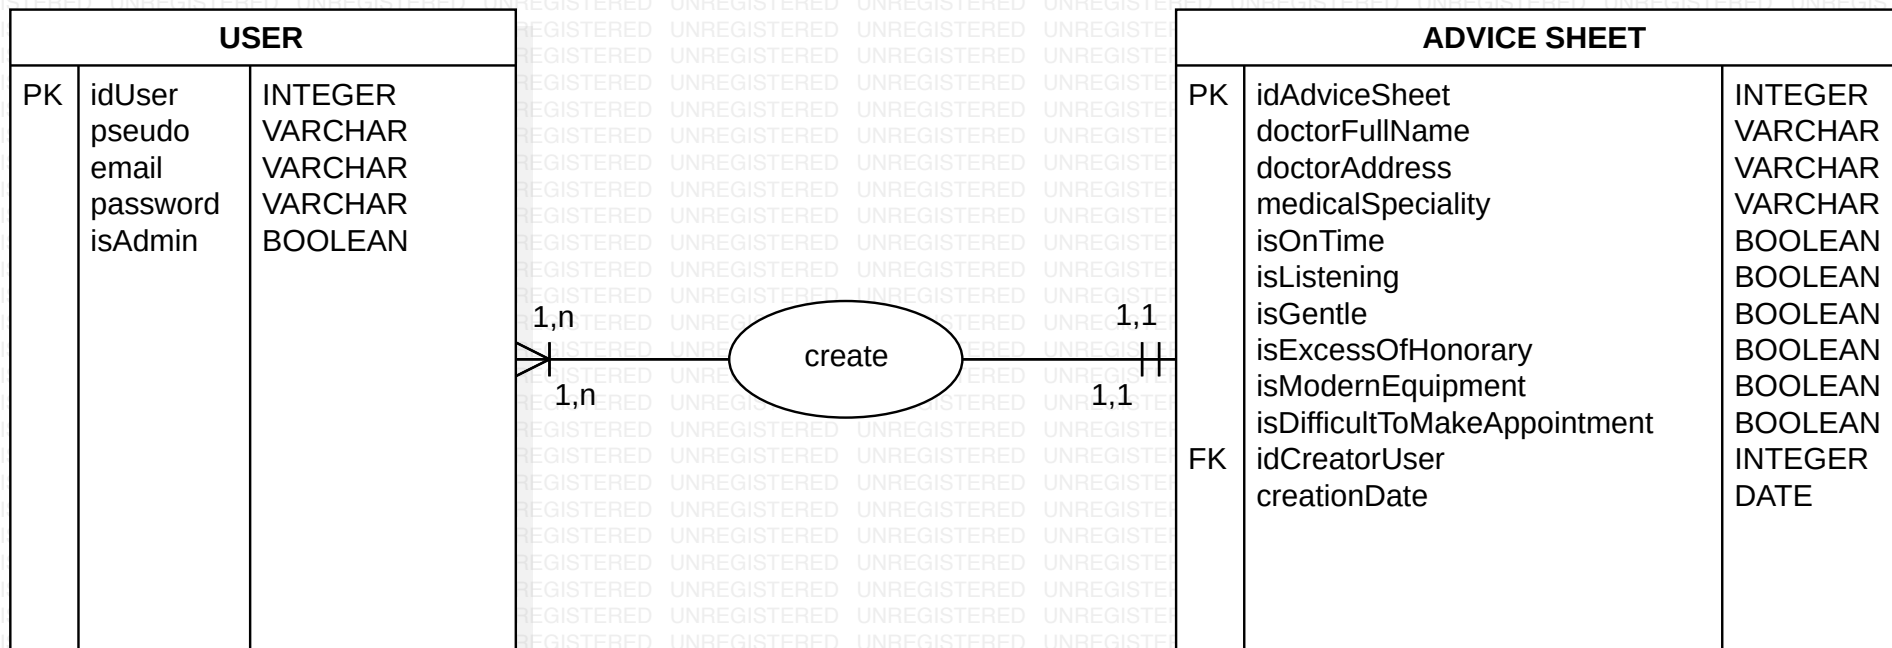 USER
PK idUser INTEGER
pseudo VARCHAR
email VARCHAR
password VARCHAR
isAdmin BOOLEAN
1,n
1,n
create
1,1
1,1
ADVICE SHEET
PK idAdviceSheet INTEGER
doctorFullName VARCHAR
doctorAddress VARCHAR
medicalSpeciality VARCHAR
isOnTime BOOLEAN
isListening BOOLEAN
isGentle BOOLEAN
isExcessOfHonorary BOOLEAN
isModernEquipment BOOLEAN
isDifficultToMakeAppointment BOOLEAN
FK idCreatorUser INTEGER
creationDate DATE
UNREGISTERED